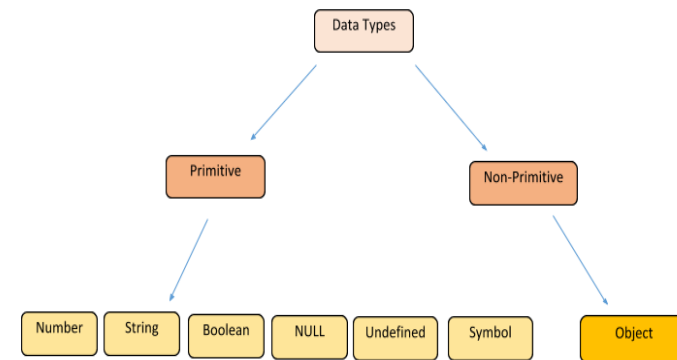 Data Types
Primitive
Non-Primitive
Number
String
Boolean
NULL
Undefined
Symbol
Object